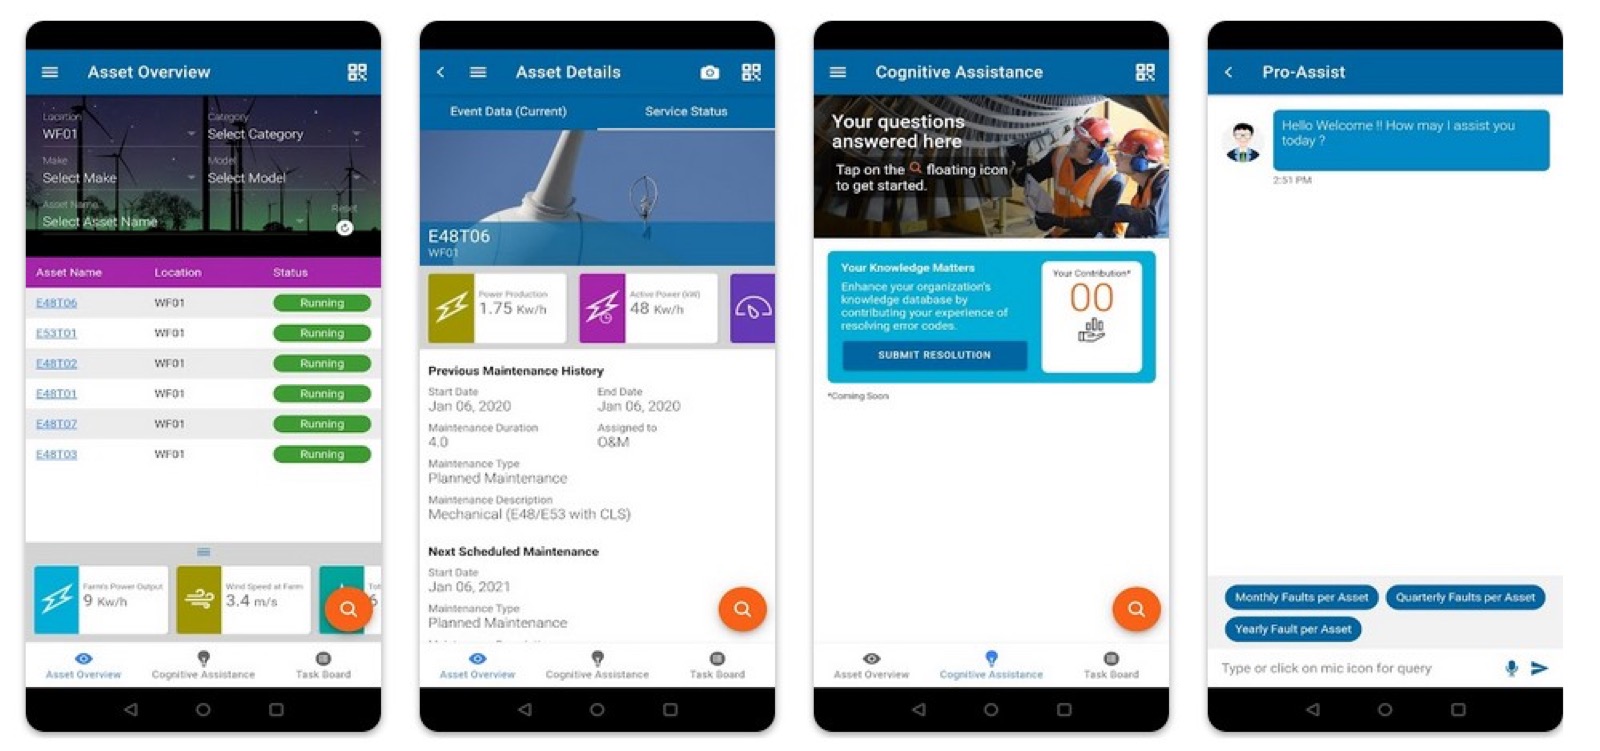 Asset Overview
Location
Category
WF01
Select Category
Make
Model
Select Make
Select Model
Asset Name
Select Asset Name
Reset
Asset Name Location Status
E48T06 WF01 Running
E53T01 WF01 Running
E48T02 WF01 Running
E48T01 WF01 Running
E48T07 WF01 Running
E48T03 WF01 Running
Farm's Power Output
9 Kw/h
Wind Speed at Farm
3.4 m/s
Tot
6
Asset Overview Cognitive Assistance Task Board
Asset Details
Event Data (Current) Service Status
E48T06
WF01
Power Production
1.75 Kw/h
Active Power (kW)
48 Kw/h
Previous Maintenance History
Start Date End Date
Jan 06, 2020 Jan 06, 2020
Maintenance Duration Assigned to
4.0 O&M
Maintenance Type
Planned Maintenance
Maintenance Description
Mechanical (E48/E53 with CLS)
Next Scheduled Maintenance
Start Date
Jan 06, 2021
Maintenance Type
Planned Maintenance
Asset Overview Cognitive Assistance Task Board
Cognitive Assistance
Your questions
answered here
Tap on the floating icon
to get started.
Your Knowledge Matters
Enhance your organization's
knowledge database by
contributing your experience of
resolving error codes.
SUBMIT RESOLUTION
Your Contribution*
00
*Coming Soon
Asset Overview Cognitive Assistance Task Board
Pro-Assist
Hello Welcome !! How may I assist you
today ?
2:51 PM
Monthly Faults per Asset Quarterly Faults per Asset
Yearly Fault per Asset
Type or click on mic icon for query